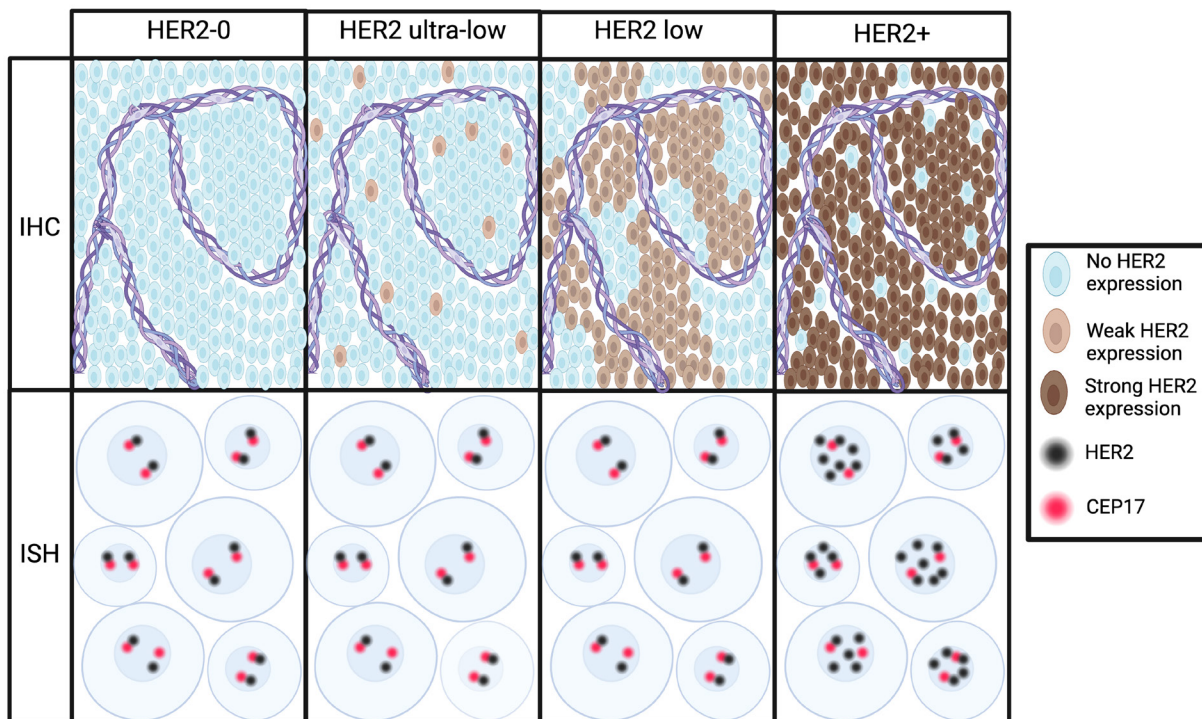 HER2-0
HER2 ultra-low
HER2 low
HER2+
IHC
ISH
No HER2
expression
Weak HER2
expression
Strong HER2
expression
HER2
CEP17